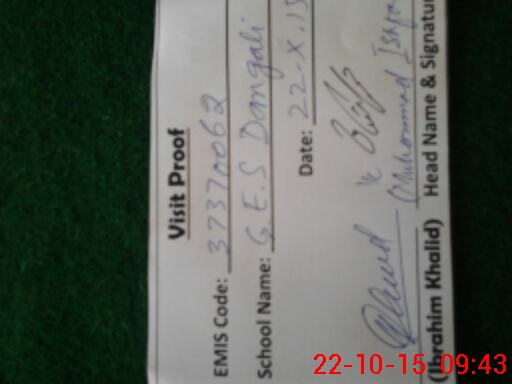 Visit Proof
EMIS Code: 37370062
School Name: G.E.S Dangali
Date: 22-X-15
(Muhammad
(Ibrahim Khalid) Head Name & Signatu
22-10-15 09:43